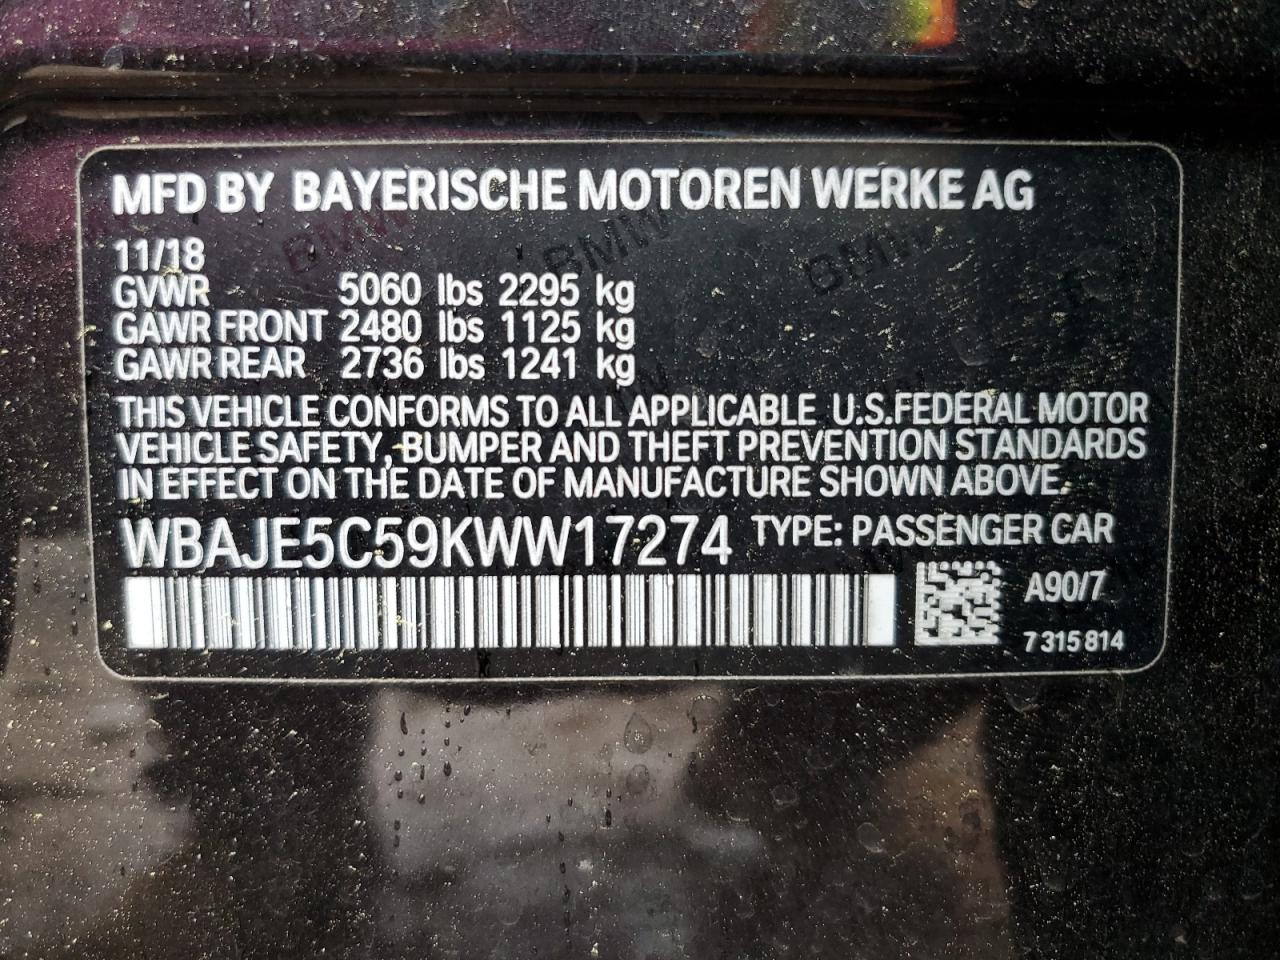 MFD BY BAYERISCHE MOTOREN WERKE AG
11/18
GVWR 5060 lbs 2295 kg
GAWR FRONT 2480 lbs 1125 kg
GAWR REAR 2736 lbs 1241 kg
THIS VEHICLE CONFORMS TO ALL APPLICABLE U.S.FEDERAL MOTOR
VEHICLE SAFETY, BUMPER AND THEFT PREVENTION STANDARDS
IN EFFECT ON THE DATE OF MANUFACTURE SHOWN ABOVE.
WBAJE5C59KWW17274 TYPE: PASSENGER CAR
A90/7
7 315 814
BMW
BMW
BMW